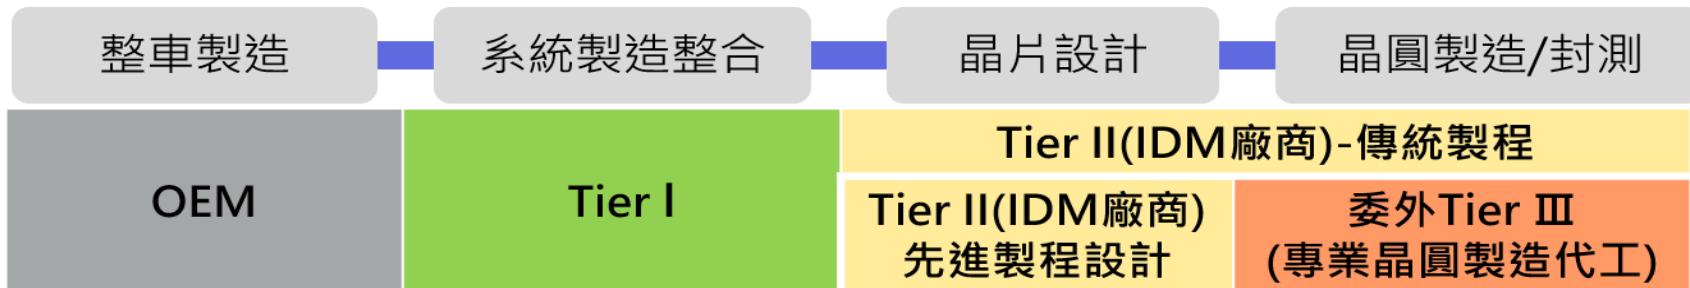 整車製造
系統製造整合
晶片設計
晶圓製造/封測
OEM
Tier Ⅰ
Tier II(IDM廠商)-傳統製程
Tier II(IDM廠商)
先進製程設計
委外Tier Ⅲ
(專業晶圓製造代工)